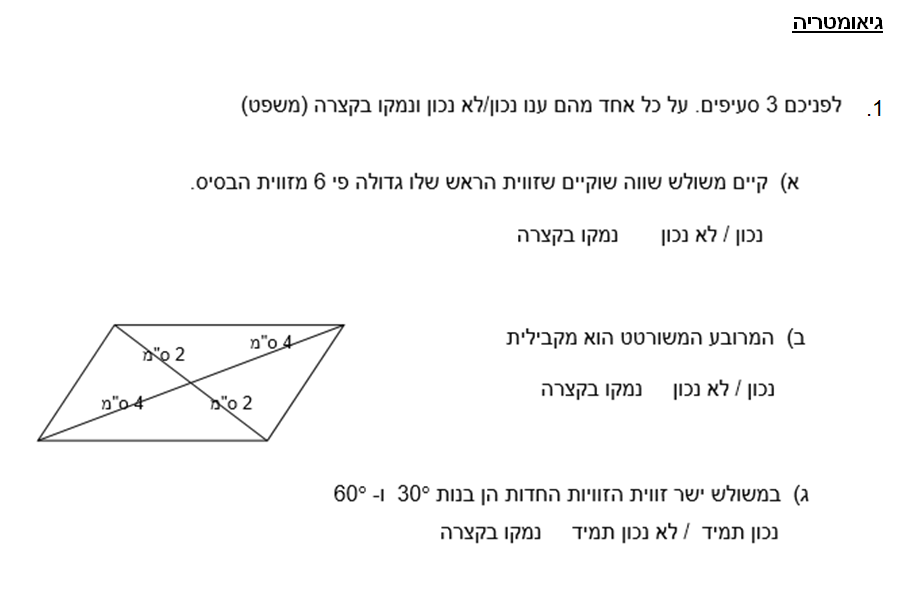 גיאומטריה
1. לפניכם 3 סעיפים. על כל אחד מהם ענו נכון/לא נכון ונמקו בקצרה (משפט)
א) קיים משולש שווה שוקיים שזווית הראש שלו גדולה פי 6 מזווית הבסיס.
נכון / לא נכון נמקו בקצרה
ב) המרובע המשורטט הוא מקבילית
נכון / לא נכון נמקו בקצרה
4 ס"מ
2 ס"מ
2 ס"מ
4 ס"מ
ג) במשולש ישר זווית הזוויות החדות הן בנות 30° ו- 60°
נכון תמיד / לא נכון תמיד נמקו בקצרה